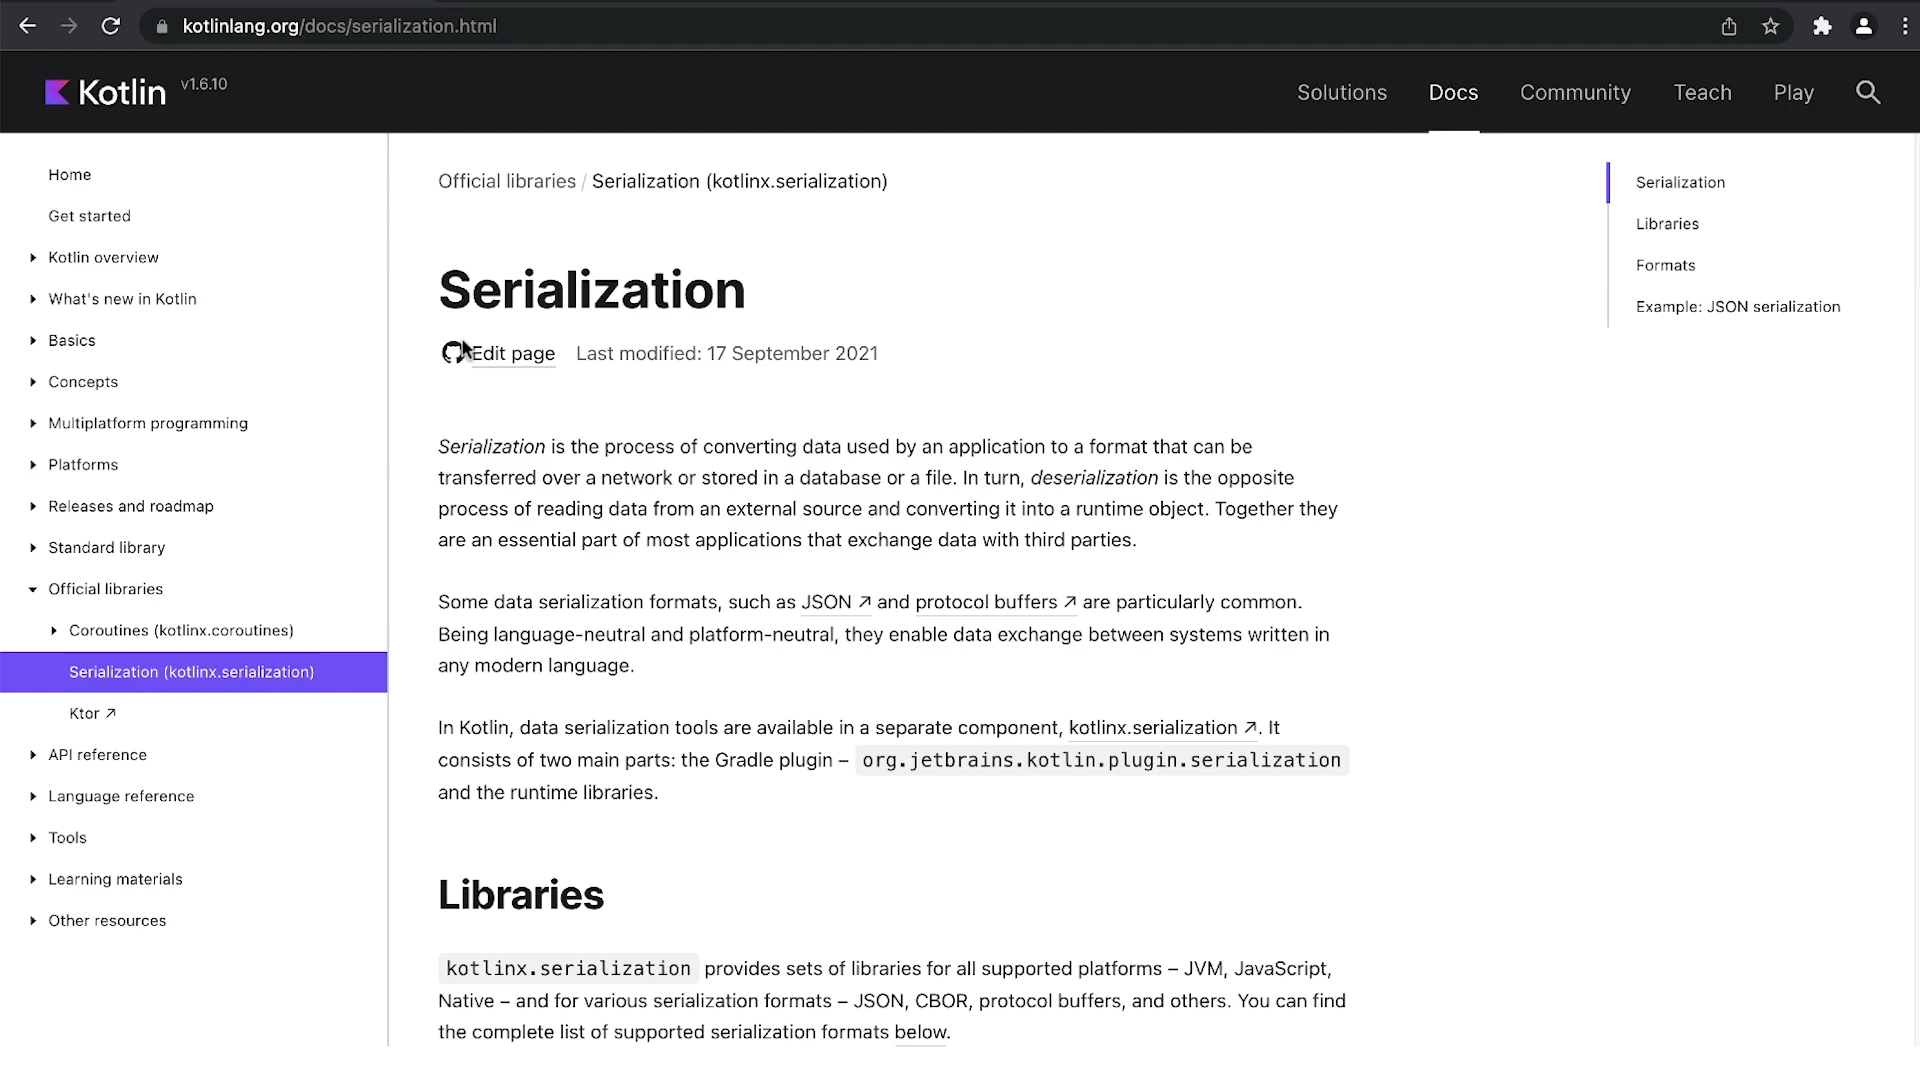 kotlinlang.org/docs/serialization.html
Kotlin v1.6.10
Solutions
Docs
Community
Teach
Play
Home
Get started
Kotlin overview
What's new in Kotlin
Basics
Concepts
Multiplatform programming
Platforms
Releases and roadmap
Standard library
Official libraries
Coroutines (kotlinx.coroutines)
Serialization (kotlinx.serialization)
Ktor ↗
API reference
Language reference
Tools
Learning materials
Other resources
Official libraries / Serialization (kotlinx.serialization)
Serialization
Edit page Last modified: 17 September 2021
Serialization is the process of converting data used by an application to a format that can be
transferred over a network or stored in a database or a file. In turn, deserialization is the opposite
process of reading data from an external source and converting it into a runtime object. Together they
are an essential part of most applications that exchange data with third parties.
Some data serialization formats, such as JSON ↗ and protocol buffers ↗ are particularly common.
Being language-neutral and platform-neutral, they enable data exchange between systems written in
any modern language.
In Kotlin, data serialization tools are available in a separate component, kotlinx.serialization ↗. It
consists of two main parts: the Gradle plugin – org.jetbrains.kotlin.plugin.serialization
and the runtime libraries.
Libraries
kotlinx.serialization provides sets of libraries for all supported platforms – JVM, JavaScript,
Native – and for various serialization formats – JSON, CBOR, protocol buffers, and others. You can find
the complete list of supported serialization formats below.
Serialization
Libraries
Formats
Example: JSON serialization